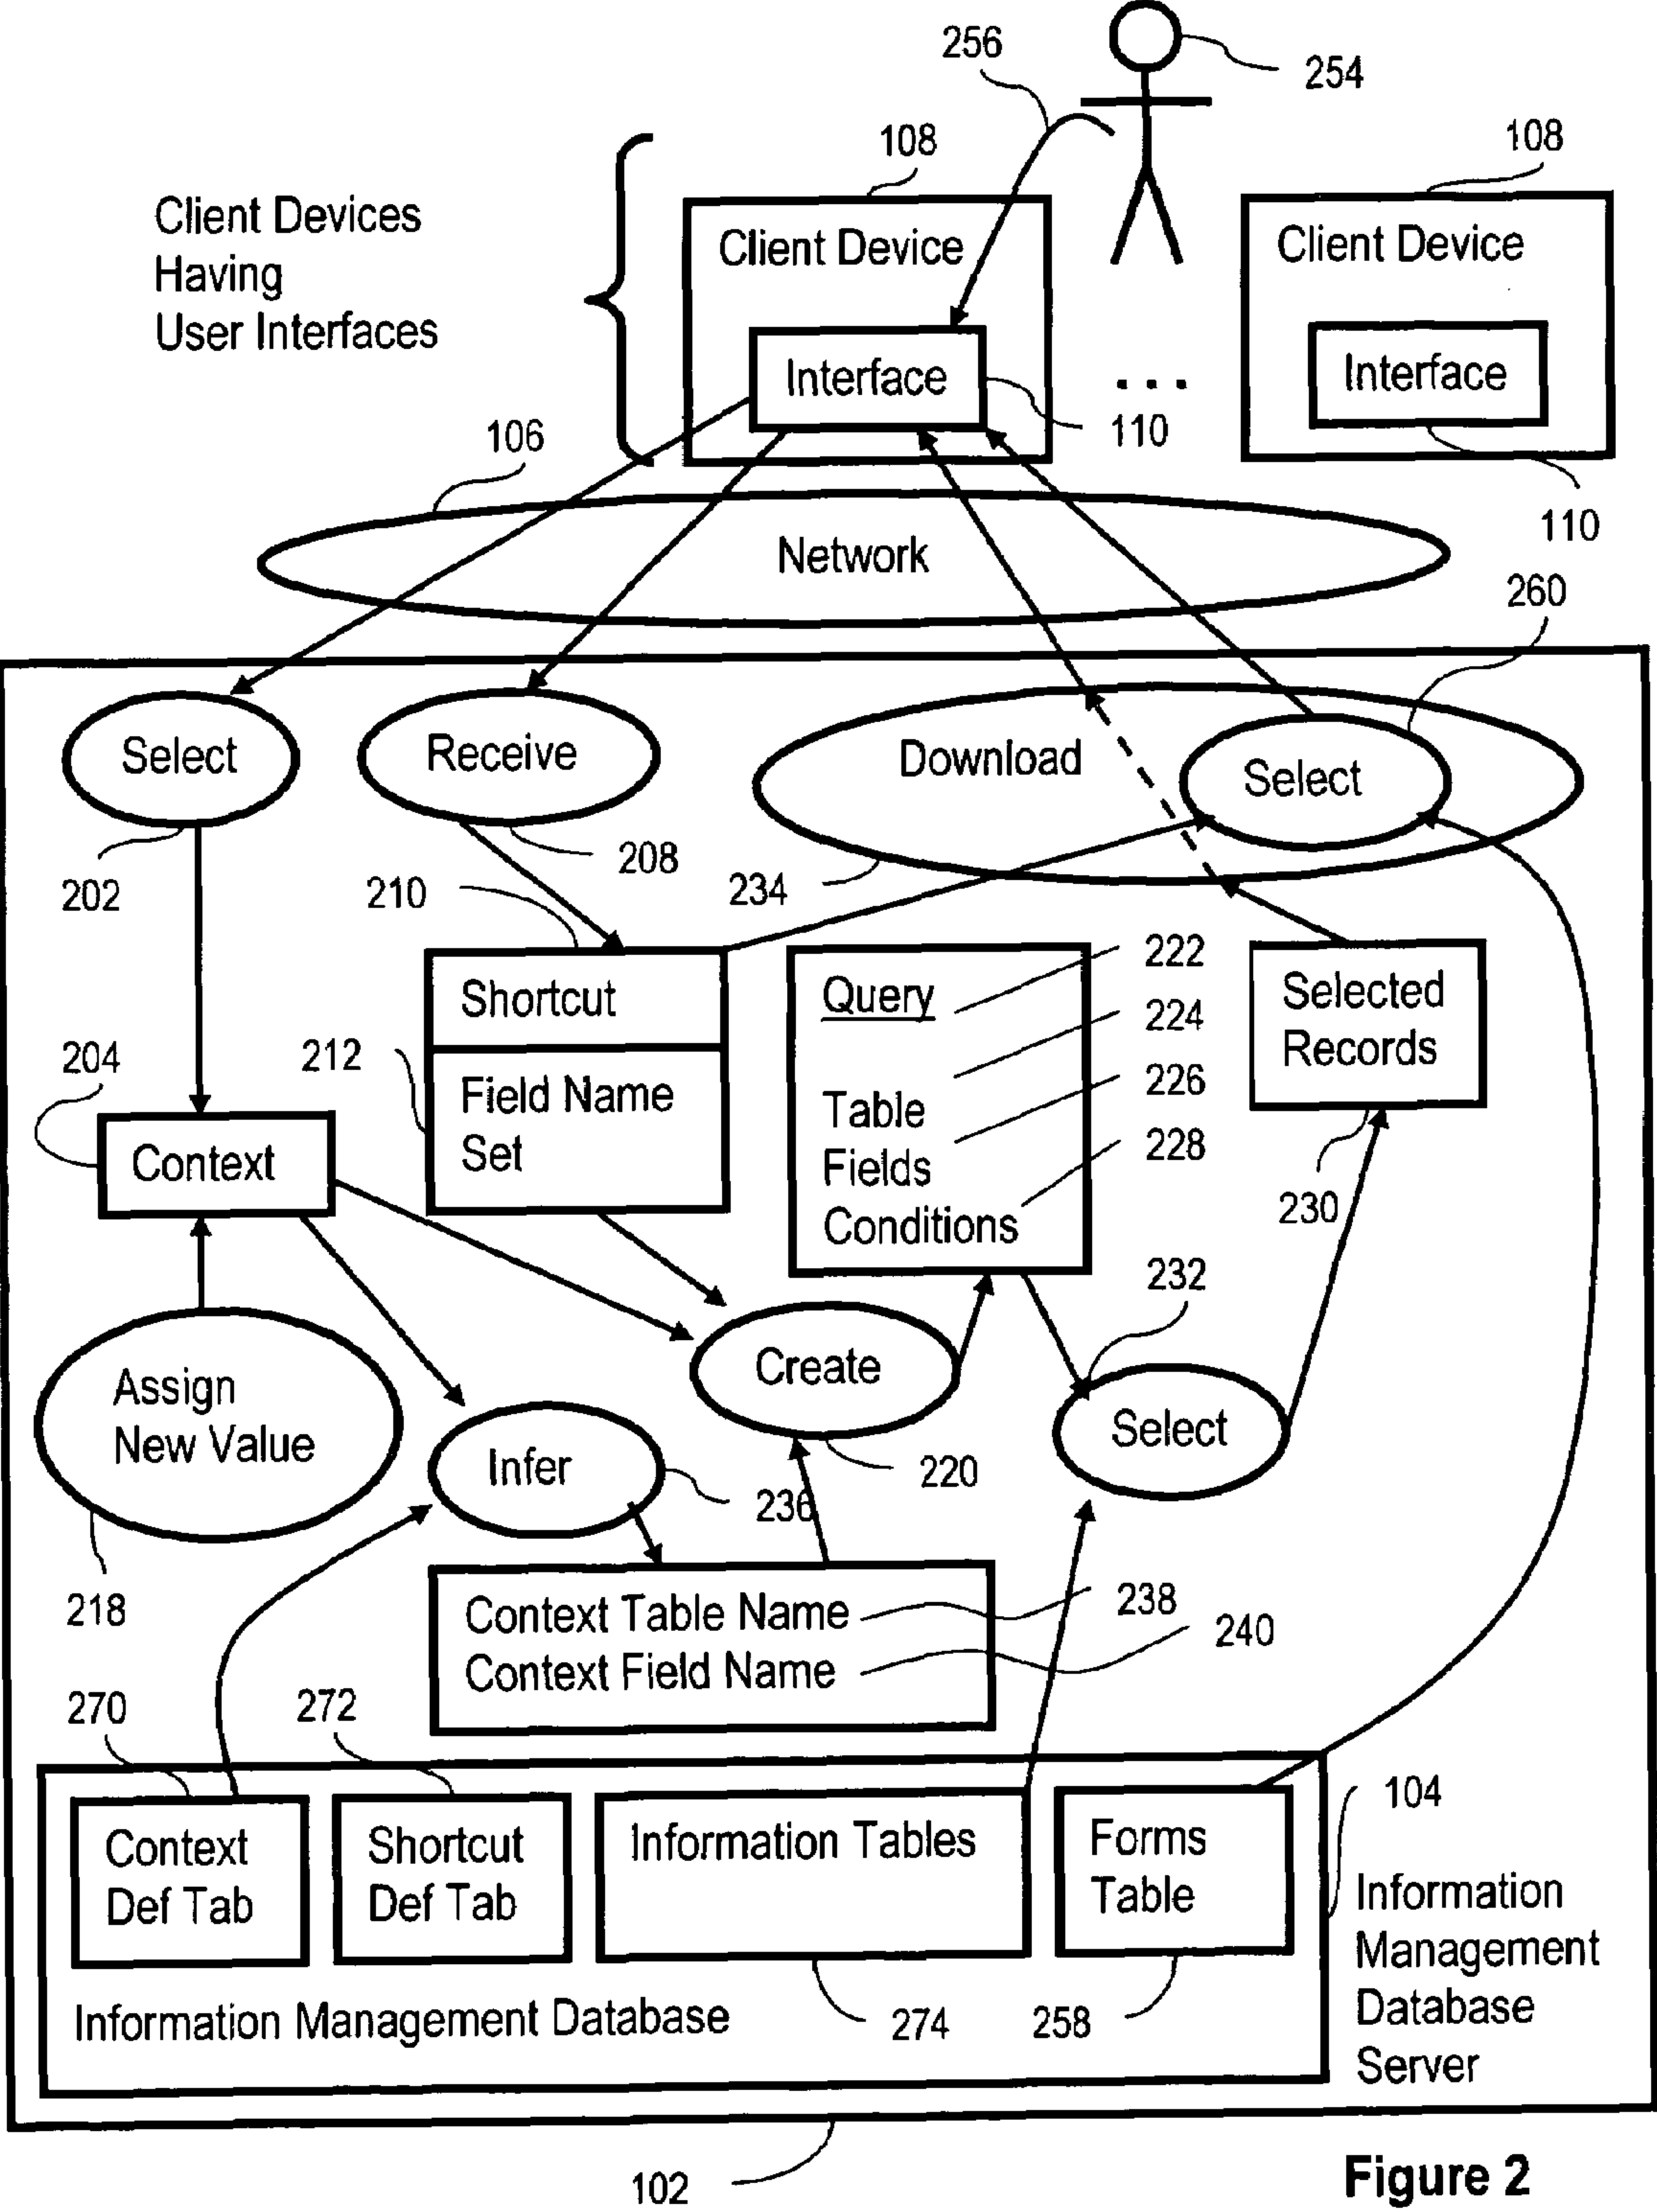 256
254
108
108
Client Devices
Having
User Interfaces
Client Device
Client Device
Interface
Interface
...
110
106
110
Network
260
Select
Receive
Download
Select
202
208
210
234
222
Shortcut
Query
224
Selected
Records
204
212
226
Field Name
Set
Table
Fields
Conditions
228
Context
230
232
Assign
New Value
Create
Select
Infer
220
236
218
Context Table Name
238
Context Field Name
240
270
272
104
Context
Def Tab
Shortcut
Def Tab
Information Tables
Forms
Table
Information
Management
Database
Server
Information Management Database
274
258
102
Figure 2